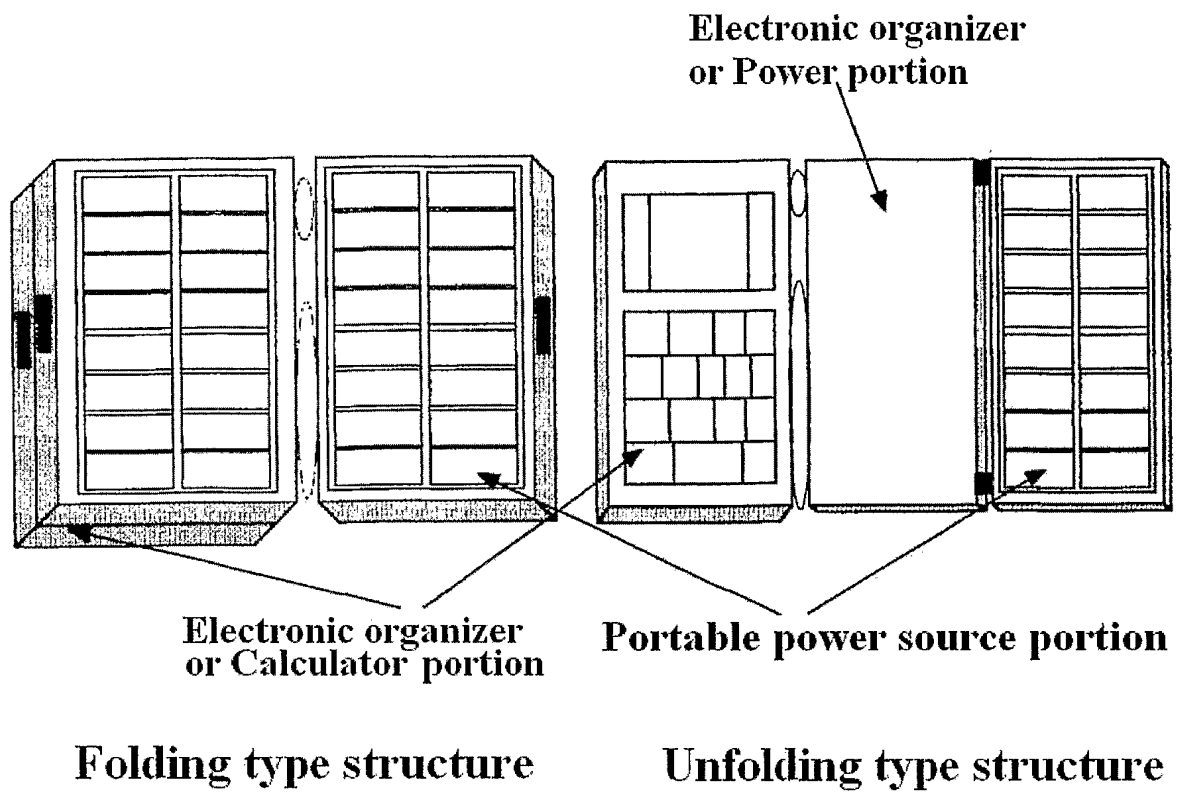 Electronic organizer
or Power portion
Electronic organizer
or Calculator portion
Portable power source portion
Folding type structure
Unfolding type structure